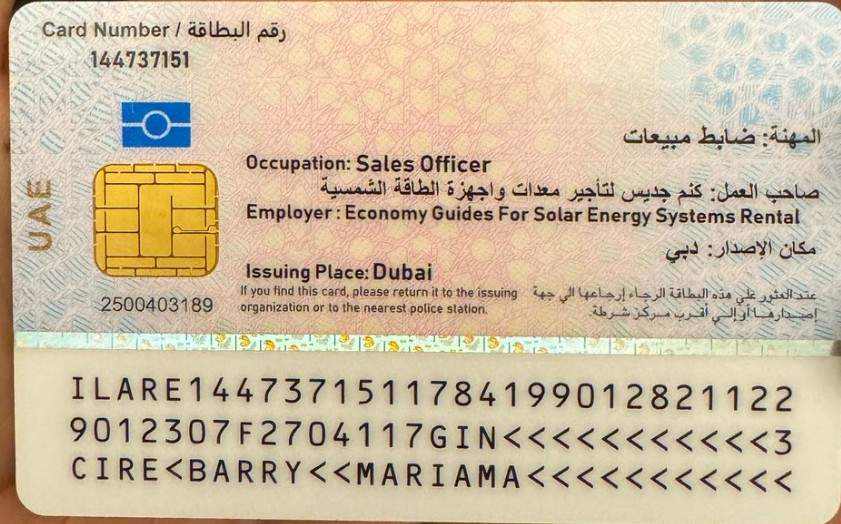 Card Number / رقم البطاقة
144737151
UAE
المهنة: ضابط مبيعات
Occupation: Sales Officer
صاحب العمل: كنم جديس لتأجير معدات واجهزة الطاقة الشمسية
Employer : Economy Guides For Solar Energy Systems Rental
مكان الإصدار: دبي
Issuing Place: Dubai
If you find this card, please return it to the issuing
organization or to the nearest police station.
عند العثور علي هذه البطاقة الرجاء إرجاعها الي جهة
إصدارها أو إلي أقرب مركز شرطة.
2500403189
ILARE1447371511784199012821122
9012307F2704117GIN<<<<<<<<<<<3
CIRE<BARRY<<MARIAMA<<<<<<<<<<<